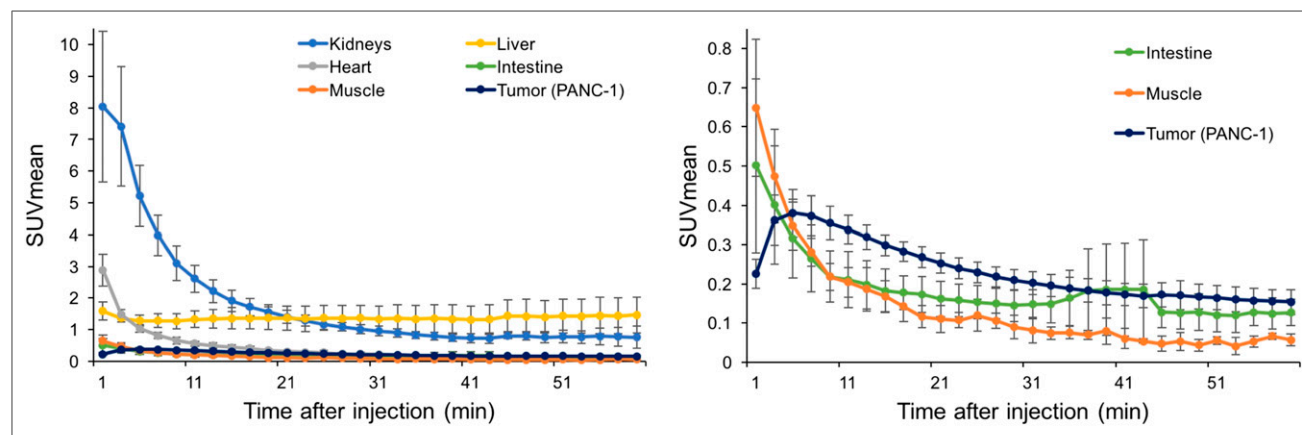 10
9
8
7
6
5
4
3
2
1
0
SUVmean
Kidneys
Liver
Heart
Intestine
Muscle
Tumor (PANC-1)
1
11
21
31
41
51
Time after injection (min)
0.8
0.7
0.6
0.5
0.4
0.3
0.2
0.1
0
SUVmean
Intestine
Muscle
Tumor (PANC-1)
1
11
21
31
41
51
Time after injection (min)